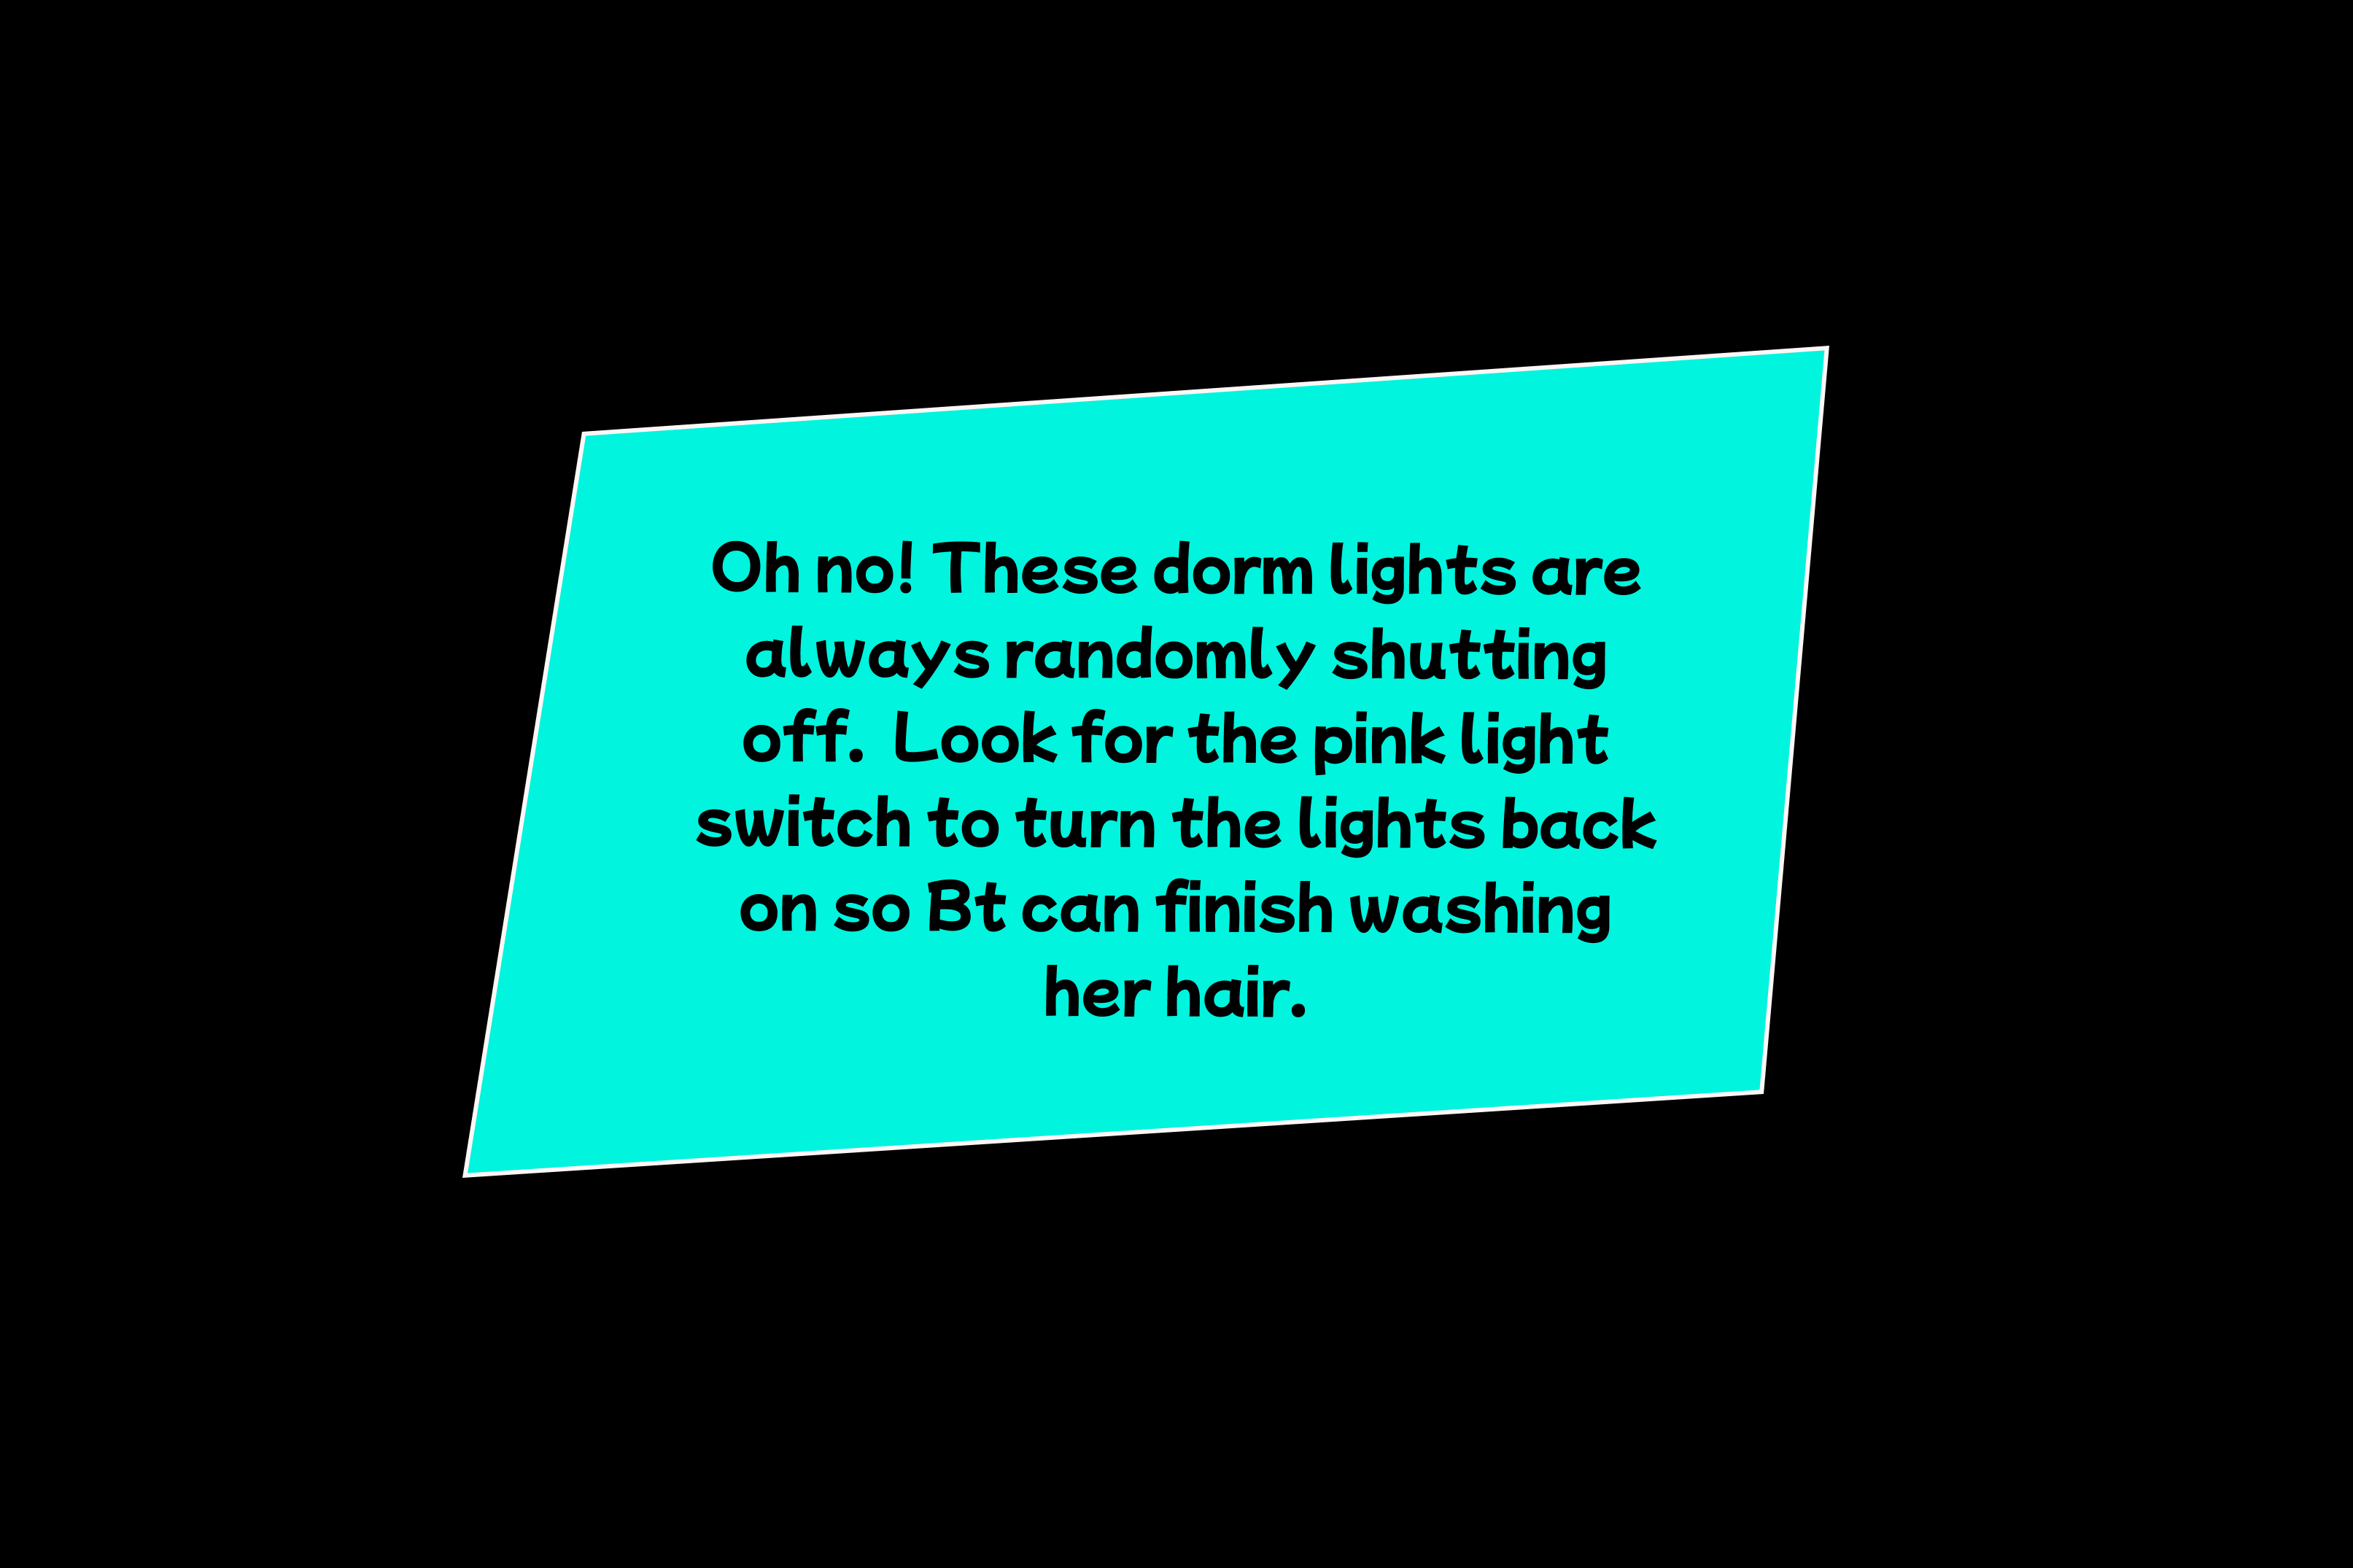 Oh no! These dorm lights are
always randomly shutting
off. Look for the pink light
switch to turn the lights back
on so Bt can finish washing
her hair.